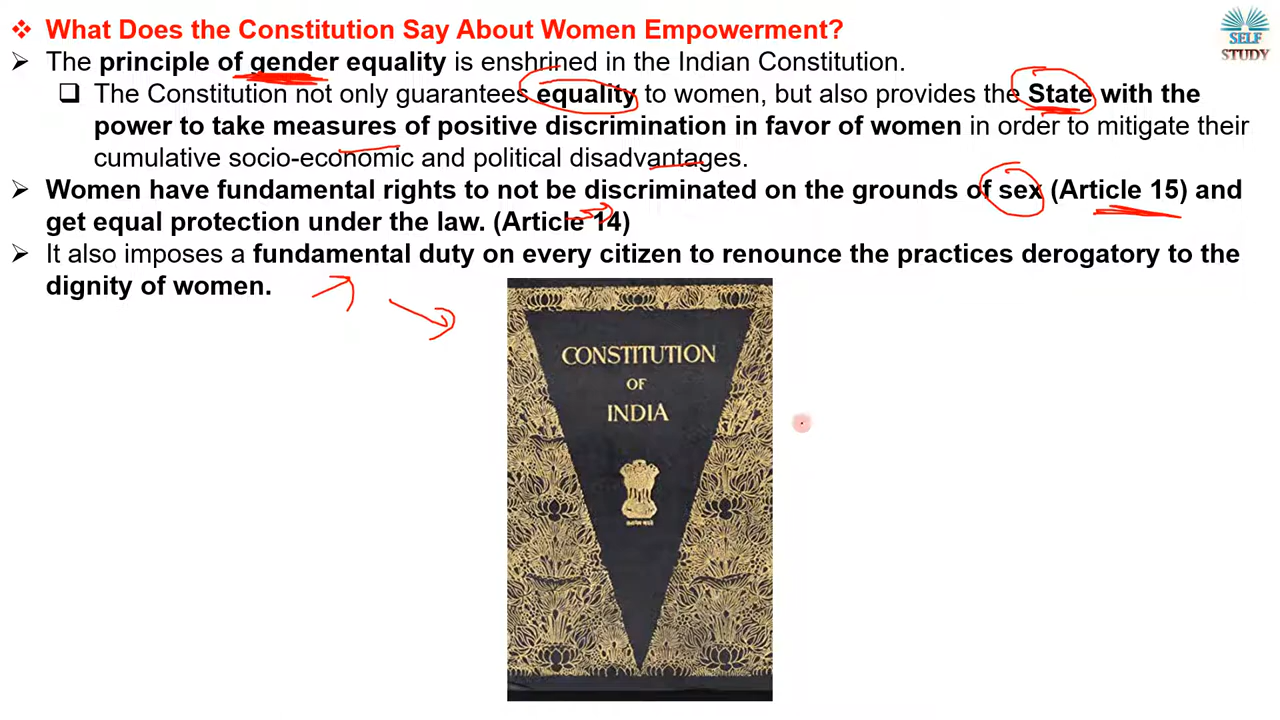 ❖ What Does the Constitution Say About Women Empowerment?
➢ The principle of gender equality is enshrined in the Indian Constitution.
❑ The Constitution not only guarantees equality to women, but also provides the State with the
power to take measures of positive discrimination in favor of women in order to mitigate their
cumulative socio-economic and political disadvantages.
➢ Women have fundamental rights to not be discriminated on the grounds of sex (Article 15) and
get equal protection under the law. (Article 14)
➢ It also imposes a fundamental duty on every citizen to renounce the practices derogatory to the
dignity of women.
SELF
STUDY
CONSTITUTION
OF
INDIA